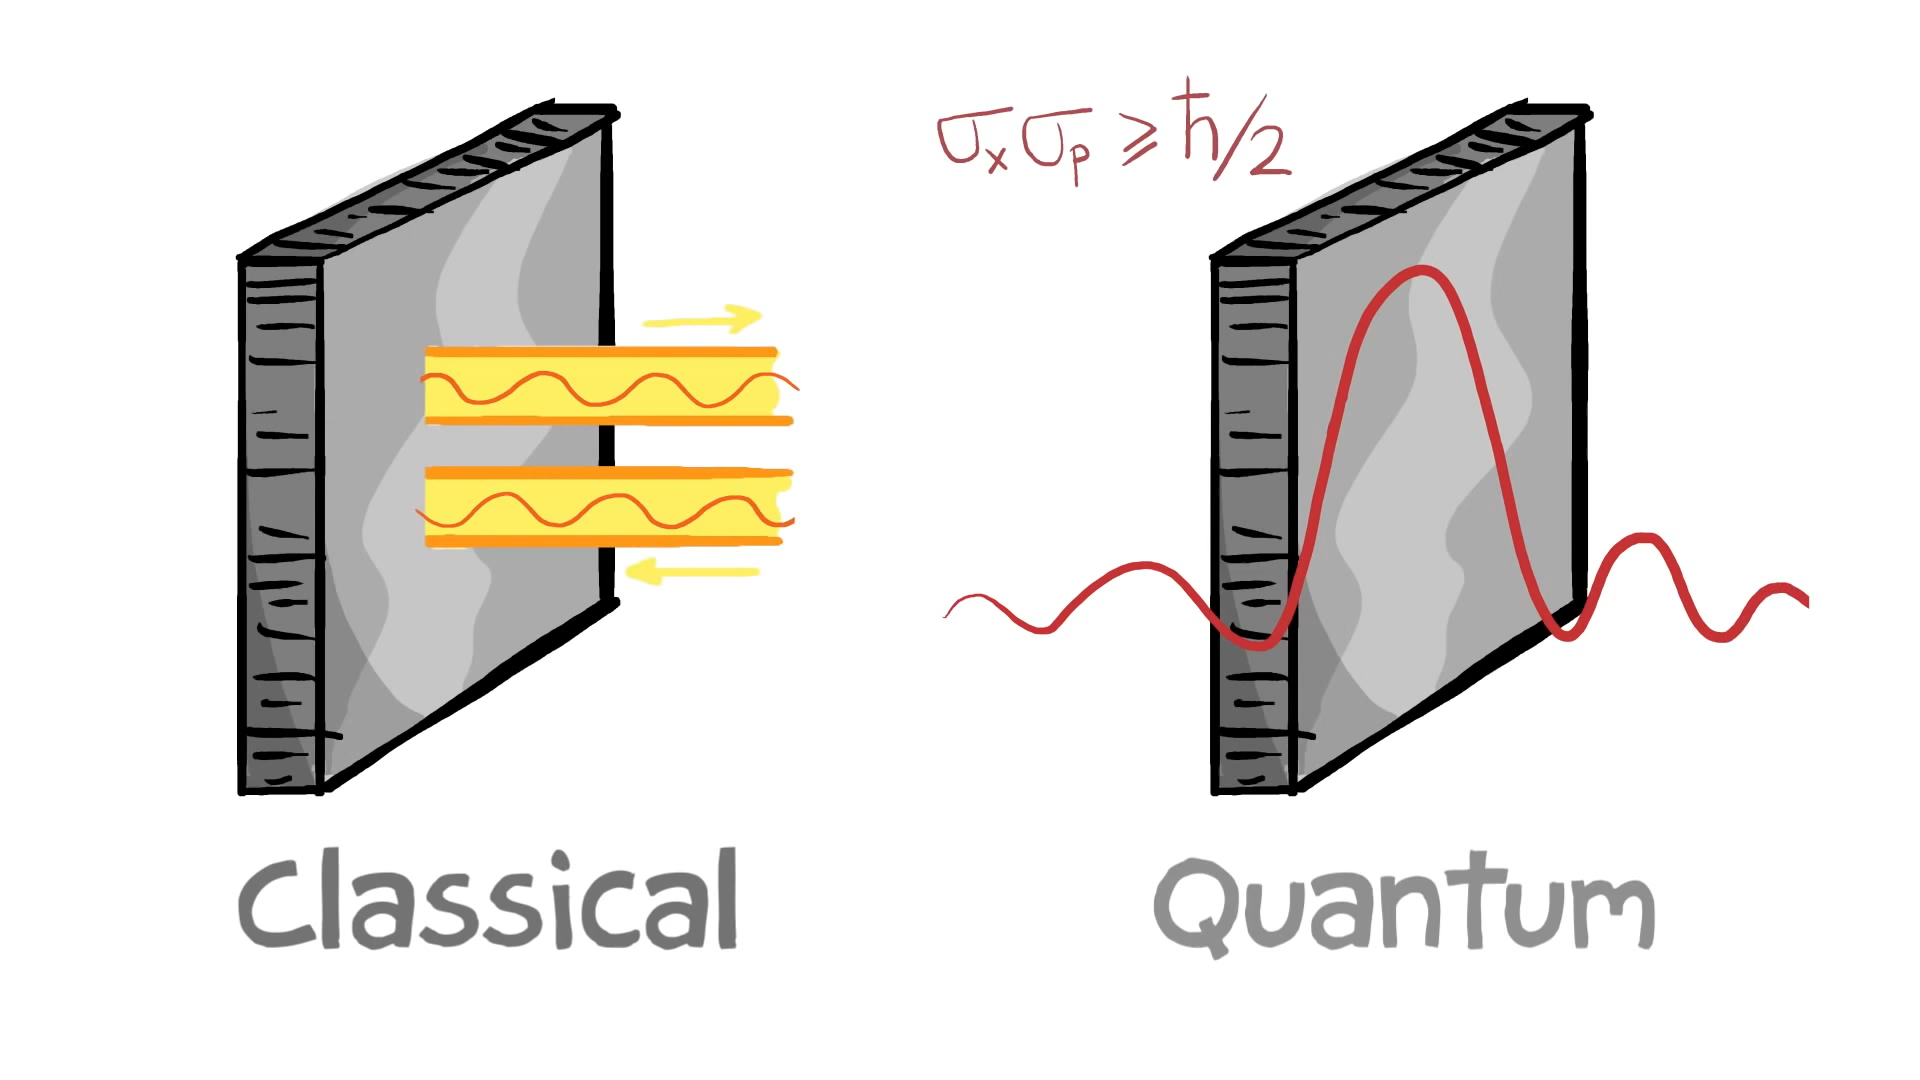 σₓσₚ ⩾ ħ/2
Classical
Quantum